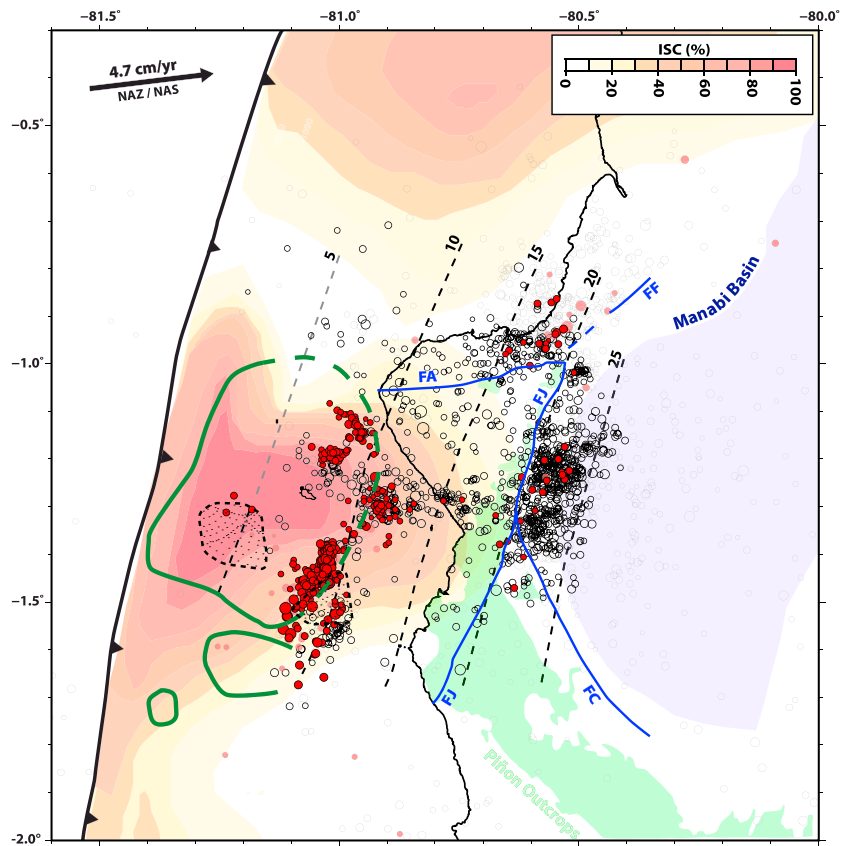 −81.5°
−81.0°
−80.5°
−80.0°
4.7 cm/yr
NAZ / NAS
ISC (%)
0
20
40
60
80
100
−0.5°
5
10
15
20
FF
Manabi Basin
25
−1.0°
FA
FJ
−1.5°
FJ
FC
Piñon Outcrops
-2.0°